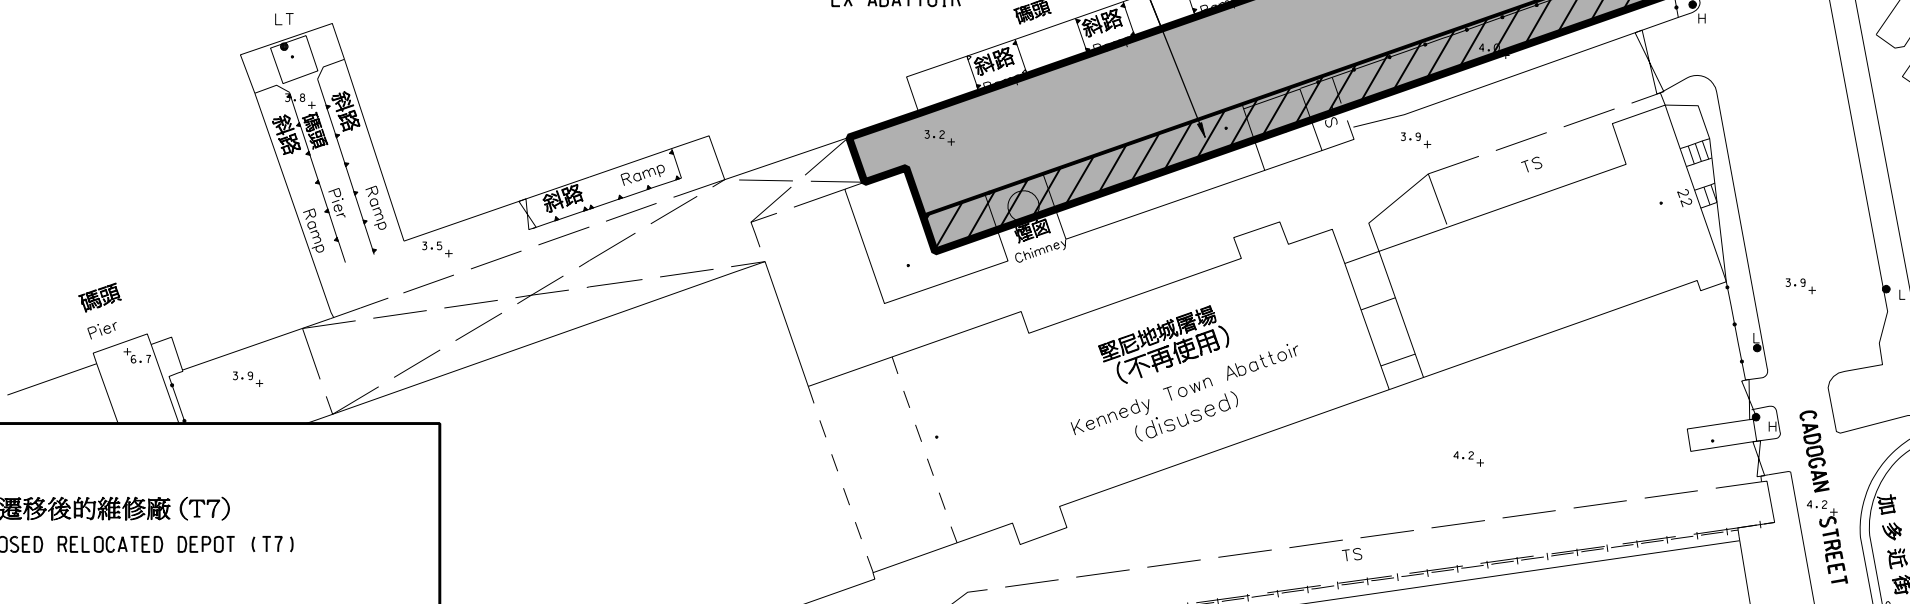 EX ABATTOIR
碼頭
斜路
斜路
LT
3.8
斜路
碼頭
斜路
Ramp
Pier
Ramp
3.5
斜路
Ramp
3.2
4.0
H
S
3.9
TS
22
煙囪
Chimney
碼頭
Pier
6.7
3.9
堅尼地城屠場
(不再使用)
Kennedy Town Abattoir
(disused)
3.9
L
L
H
4.2
CADOGAN STREET
4.2
加多近街
TS
遷移後的維修廠 (T7)
OSED RELOCATED DEPOT (T7)